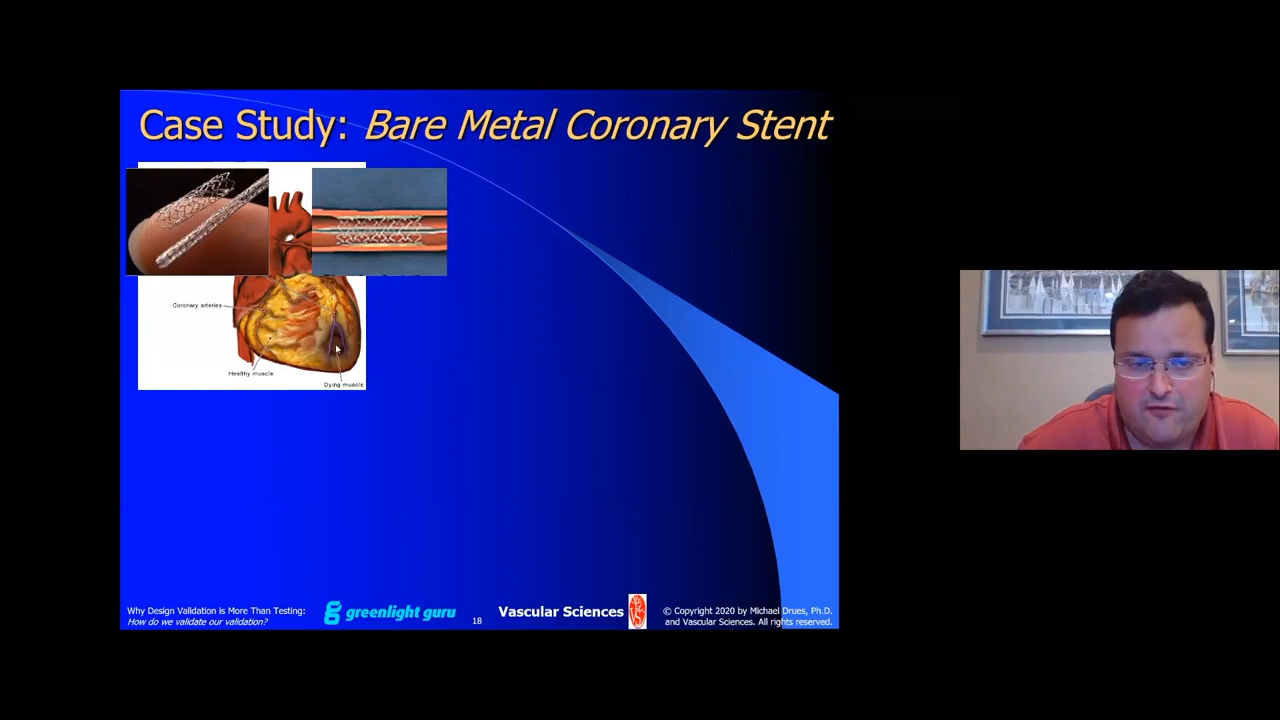 Case Study: Bare Metal Coronary Stent
Coronary arteries
Healthy muscle
Dying muscle
Why Design Validation is More Than Testing:
How do we validate our validation?
greenlight guru
18
Vascular Sciences
© Copyright 2020 by Michael Drues, Ph.D.
and Vascular Sciences. All rights reserved.